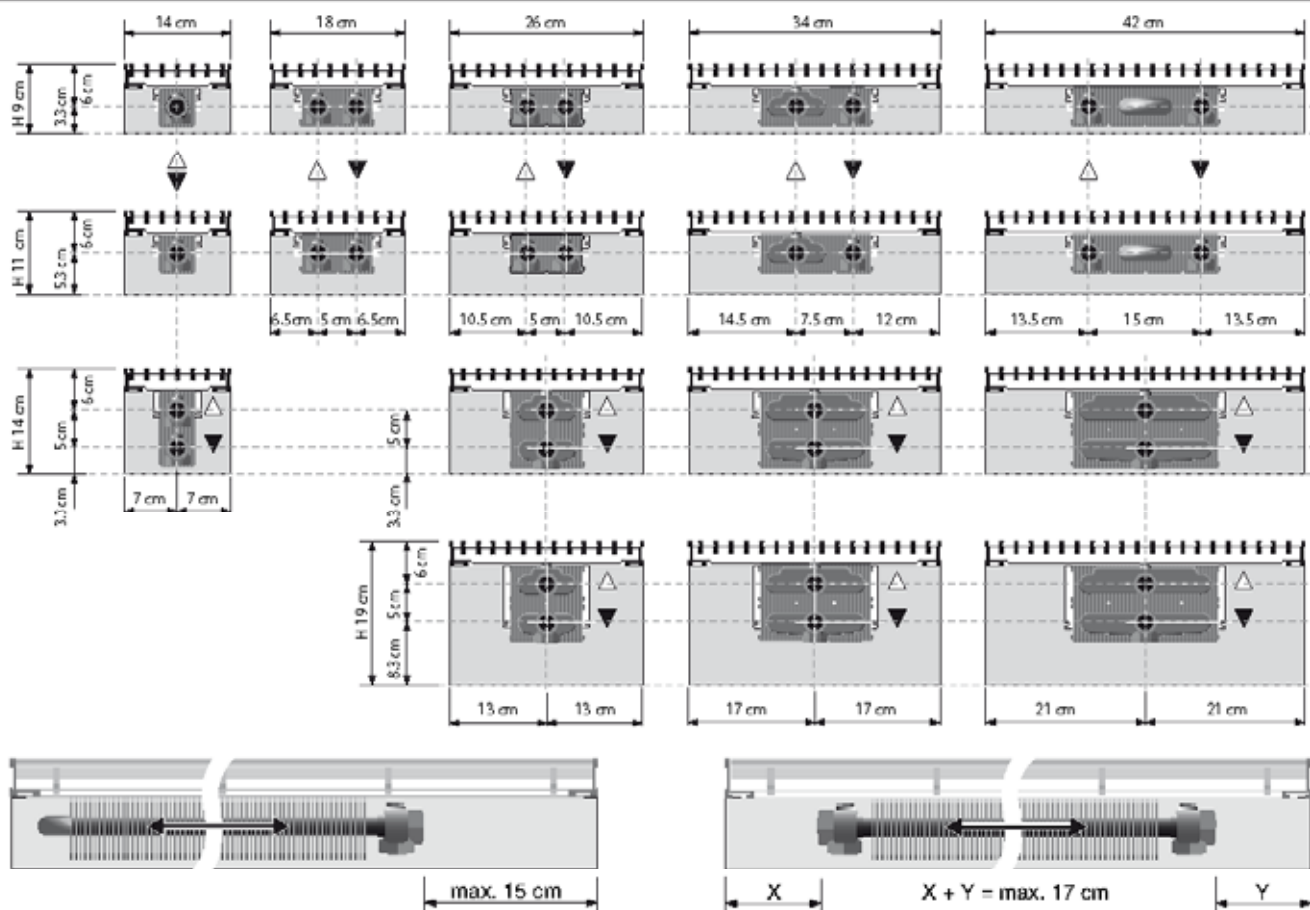 14 cm
18 cm
26 cm
34 cm
42 cm
H 9 cm
3.3 cm
6 cm
H 11 cm
5.3 cm
6 cm
6.5cm
5 cm
6.5cm
10.5 cm
5 cm
10.5 cm
14.5 cm
7.5 cm
12 cm
13.5 cm
15 cm
13.5 cm
H 14 cm
6 cm
5 cm
3.3 cm
7 cm
7 cm
5 cm
3.3 cm
H 19 cm
6 cm
5 cm
8.3 cm
13 cm
13 cm
17 cm
17 cm
21 cm
21 cm
max. 15 cm
X
X + Y = max. 17 cm
Y